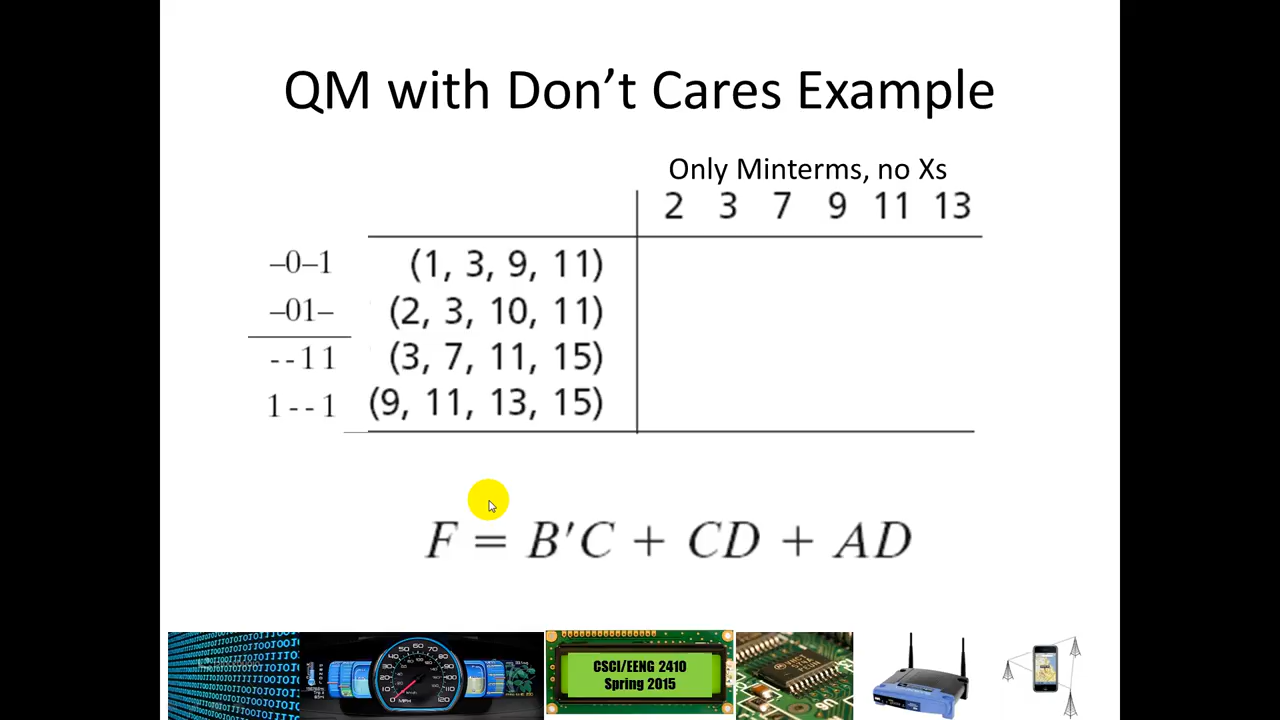 QM with Don't Cares Example
Only Minterms, no Xs
2 3 7 9 11 13
–0–1 (1, 3, 9, 11)
–01– (2, 3, 10, 11)
--11 (3, 7, 11, 15)
1--1 (9, 11, 13, 15)
F = B′C + CD + AD
CSCI/EENG 2410
Spring 2015